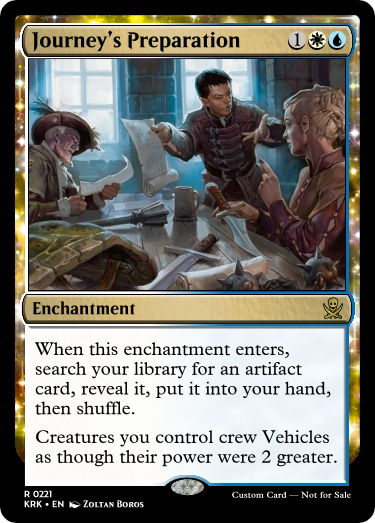 Journey's Preparation 1
Enchantment
When this enchantment enters,
search your library for an artifact
card, reveal it, put it into your hand,
then shuffle.
Creatures you control crew Vehicles
as though their power were 2 greater.
R 0221
KRK • EN Zoltan Boros
Custom Card — Not for Sale